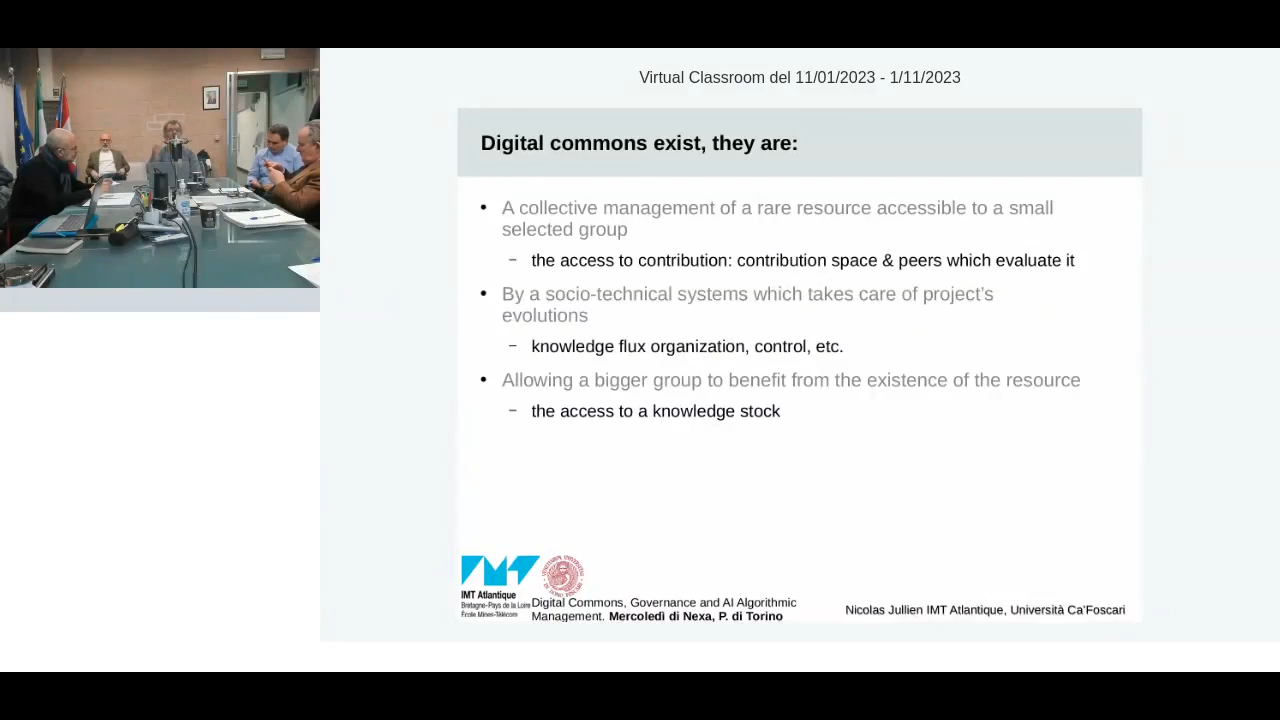 Virtual Classroom del 11/01/2023 - 1/11/2023
Digital commons exist, they are:
• A collective management of a rare resource accessible to a small
selected group
– the access to contribution: contribution space & peers which evaluate it
• By a socio-technical systems which takes care of project's
evolutions
– knowledge flux organization, control, etc.
• Allowing a bigger group to benefit from the existence of the resource
– the access to a knowledge stock
IMT Atlantique
Bretagne-Pays de la Loire
École Mines-Télécom
Digital Commons, Governance and AI Algorithmic
Management. Mercoledì di Nexa, P. di Torino
Nicolas Jullien IMT Atlantique, Università Ca'Foscari